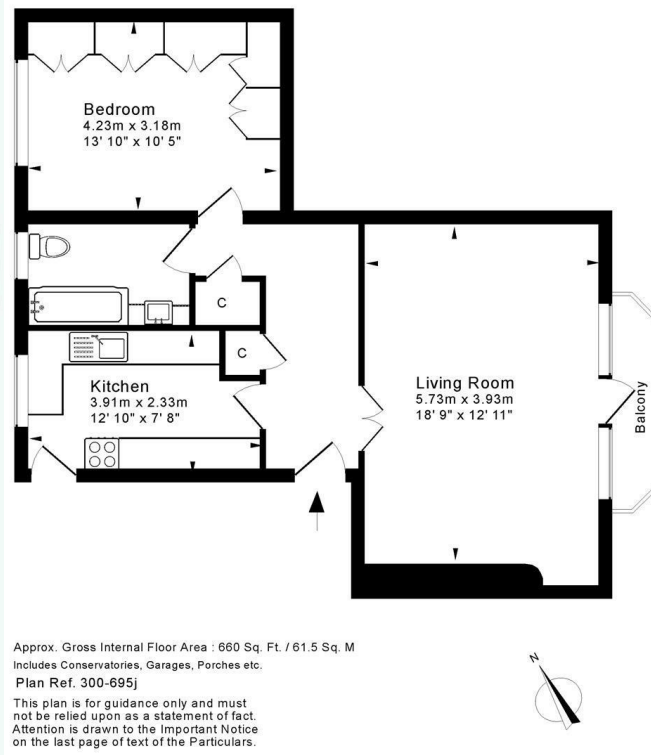 Bedroom
4.23m x 3.18m
13' 10" x 10' 5"
C
C
Kitchen
3.91m x 2.33m
12' 10" x 7' 8"
Living Room
5.73m x 3.93m
18' 9" x 12' 11"
Balcony
Approx. Gross Internal Floor Area : 660 Sq. Ft. / 61.5 Sq. M
Includes Conservatories, Garages, Porches etc.
Plan Ref. 300-695j
This plan is for guidance only and must
not be relied upon as a statement of fact.
Attention is drawn to the Important Notice
on the last page of text of the Particulars.
N